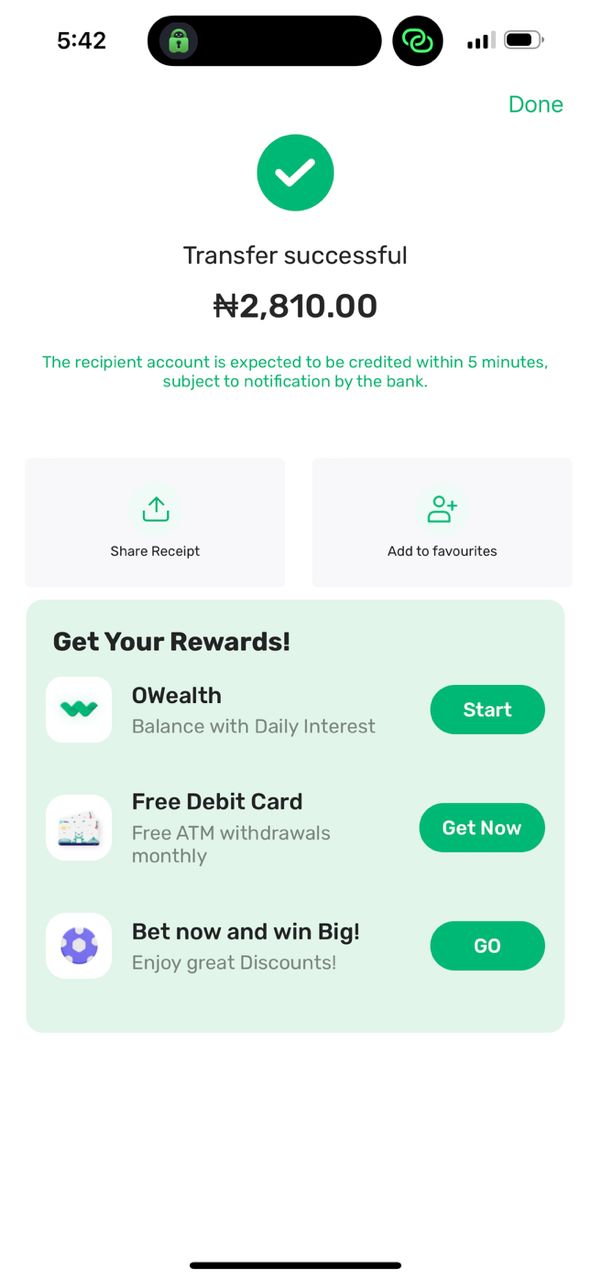 5:42
Done
Transfer successful
₦2,810.00
The recipient account is expected to be credited within 5 minutes,
subject to notification by the bank.
Share Receipt
Add to favourites
Get Your Rewards!
OWealth
Balance with Daily Interest
Start
Free Debit Card
Free ATM withdrawals
monthly
Get Now
Bet now and win Big!
Enjoy great Discounts!
GO